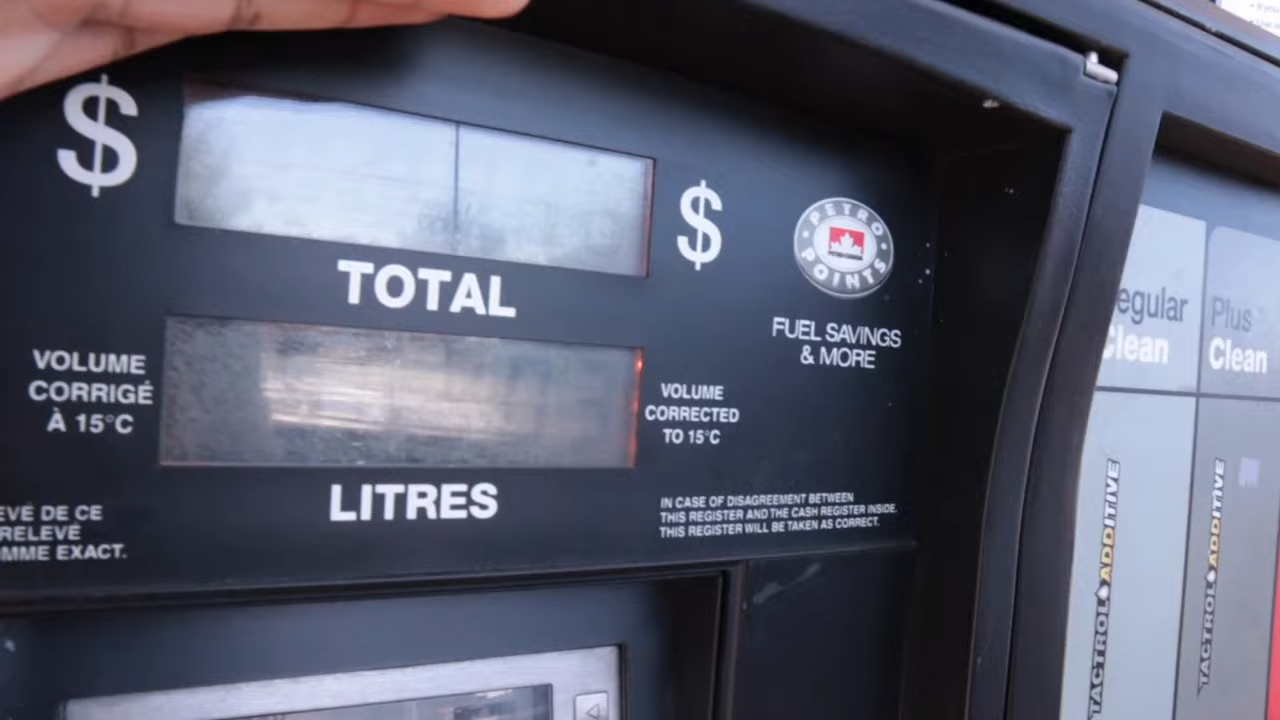 $
$
TOTAL
PETRO
POINTS
FUEL SAVINGS
& MORE
VOLUME
CORRIGÉ
À 15°C
VOLUME
CORRECTED
TO 15°C
LITRES
DE CE
RELEVÉ
EXACT.
IN CASE OF DISAGREEMENT BETWEEN
THIS REGISTER AND THE CASH REGISTER INSIDE,
THIS REGISTER WILL BE TAKEN AS CORRECT.
egular
Clean
Plus
Clean
TACTROL ADDITIVE
TACTROL ADDITIVE